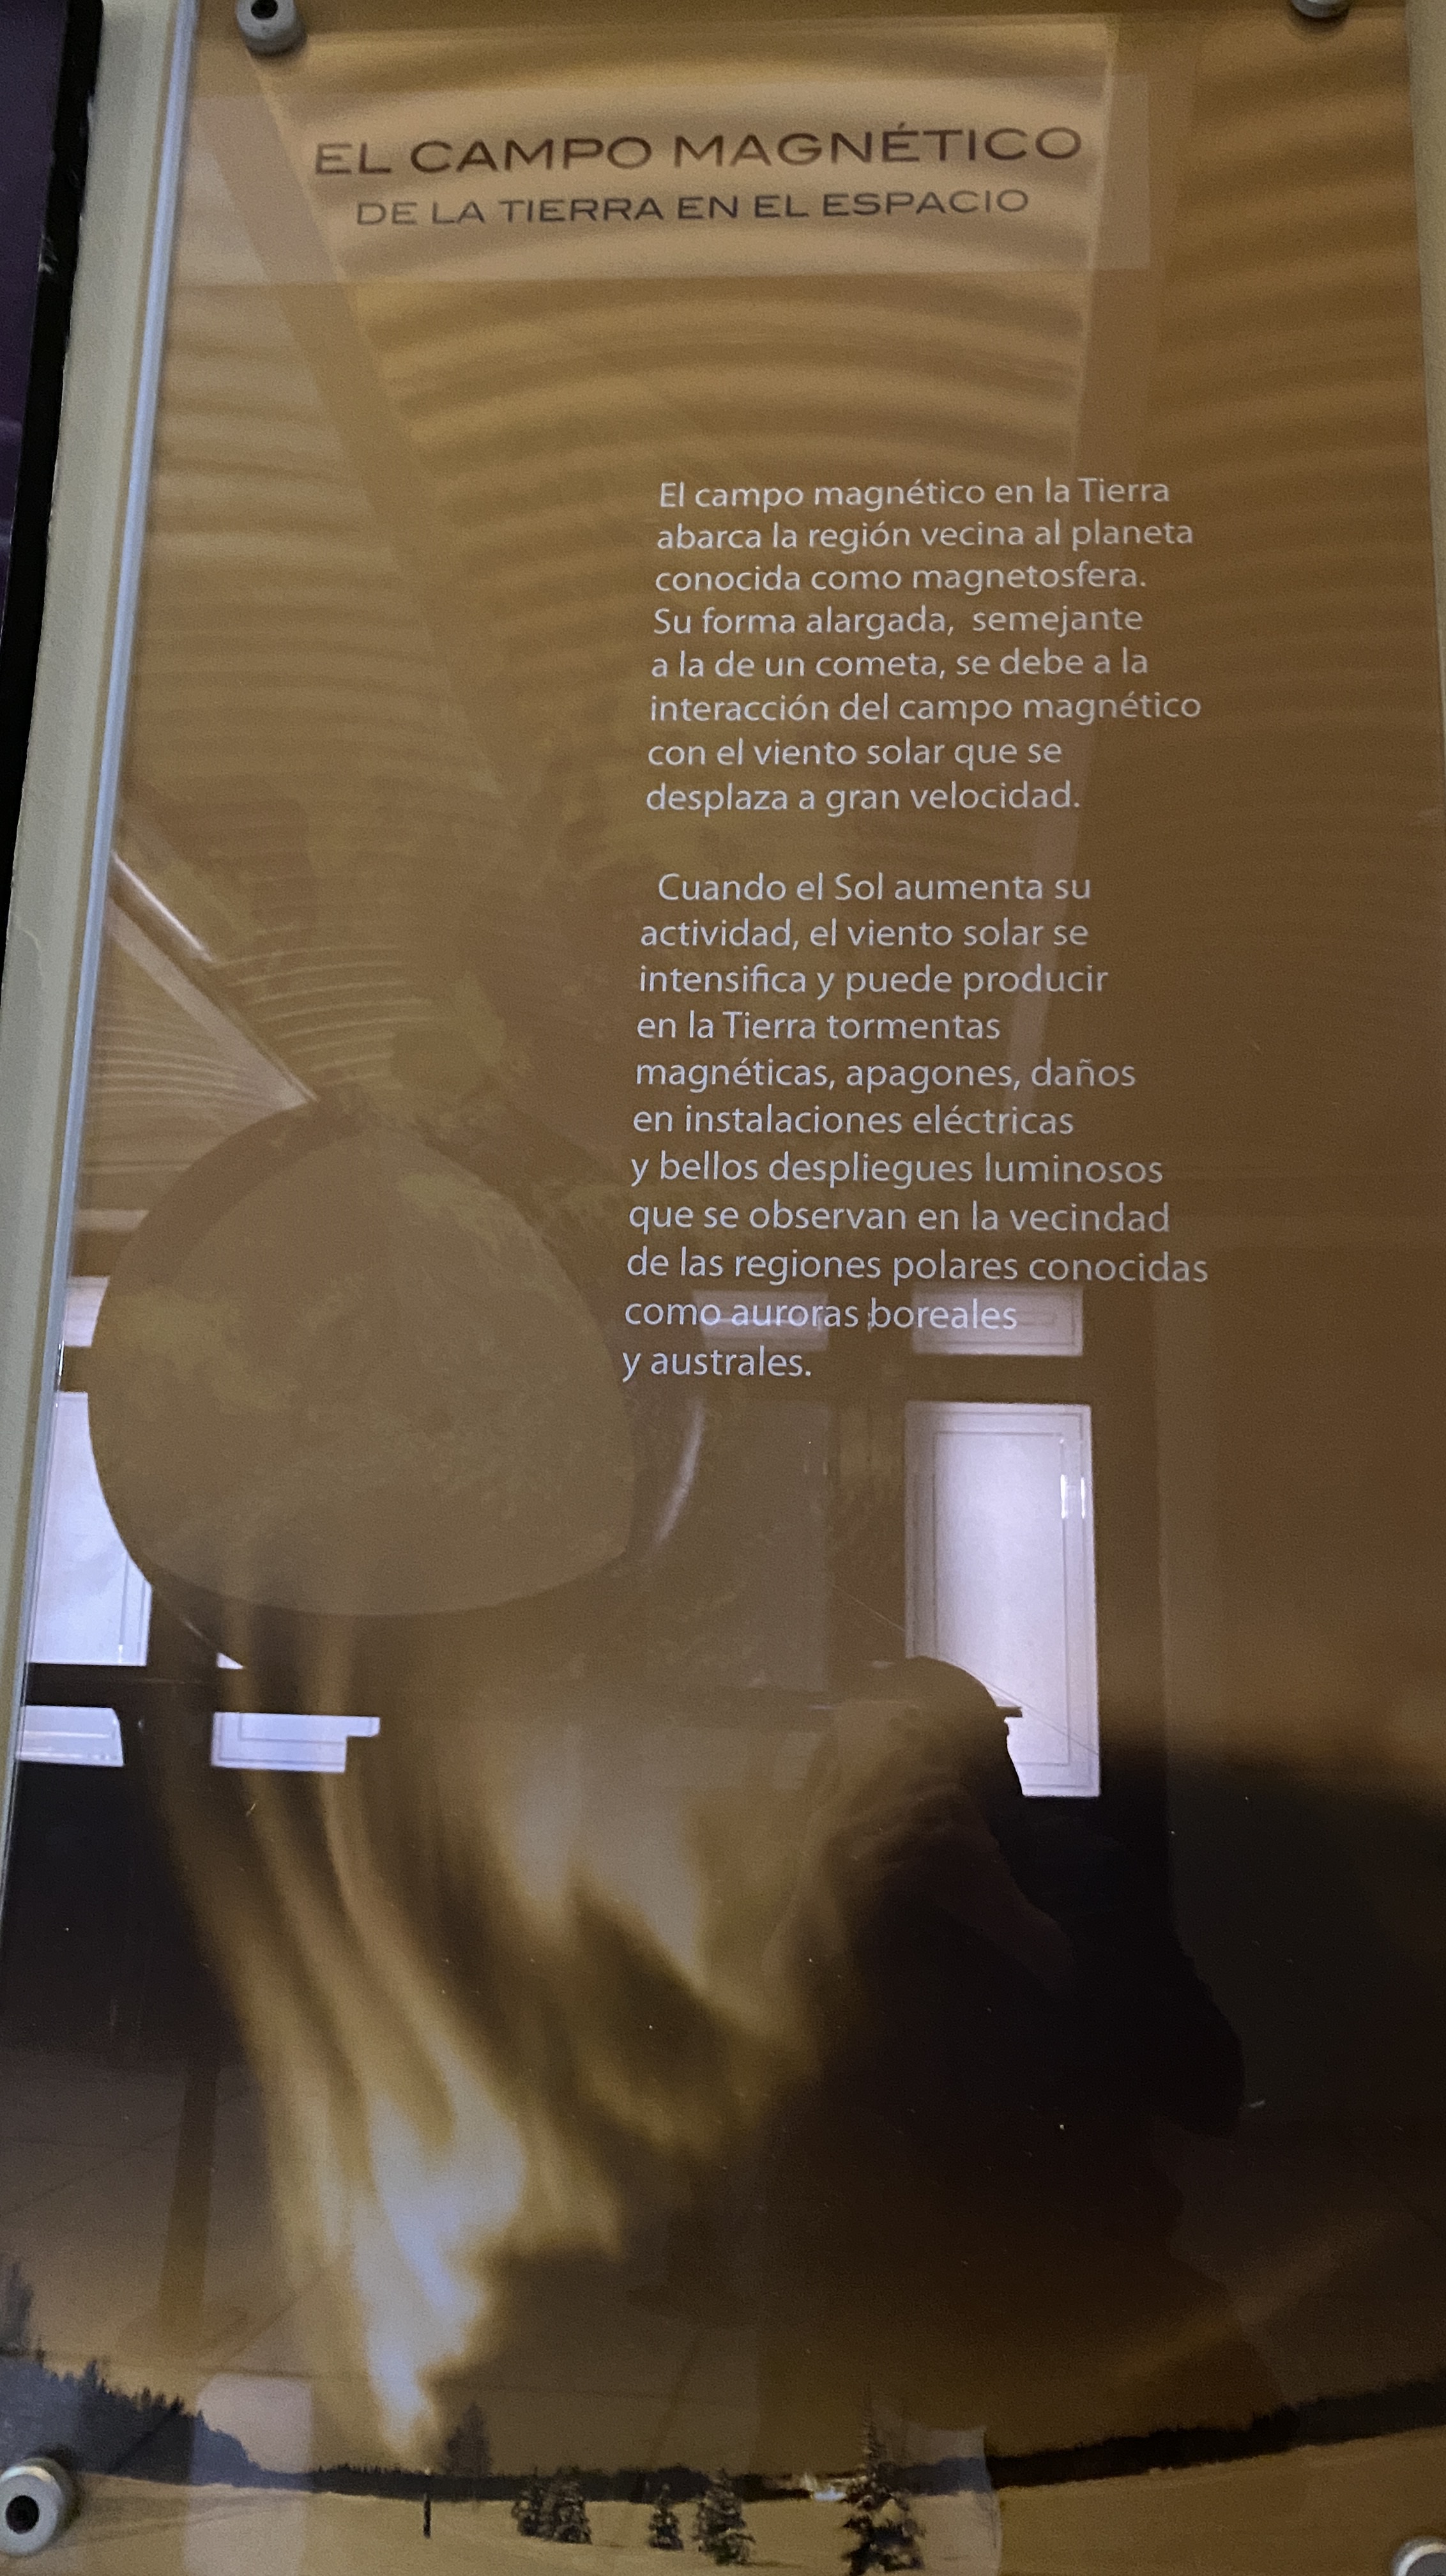 EL CAMPO MAGNÉTICO
DE LA TIERRA EN EL ESPACIO
El campo magnético en la Tierra
abarca la región vecina al planeta
conocida como magnetosfera.
Su forma alargada, semejante
a la de un cometa, se debe a la
interacción del campo magnético
con el viento solar que se
desplaza a gran velocidad.
Cuando el Sol aumenta su
actividad, el viento solar se
intensifica y puede producir
en la Tierra tormentas
magnéticas, apagones, daños
en instalaciones eléctricas
y bellos despliegues luminosos
que se observan en la vecindad
de las regiones polares conocidas
como auroras boreales
y australes.